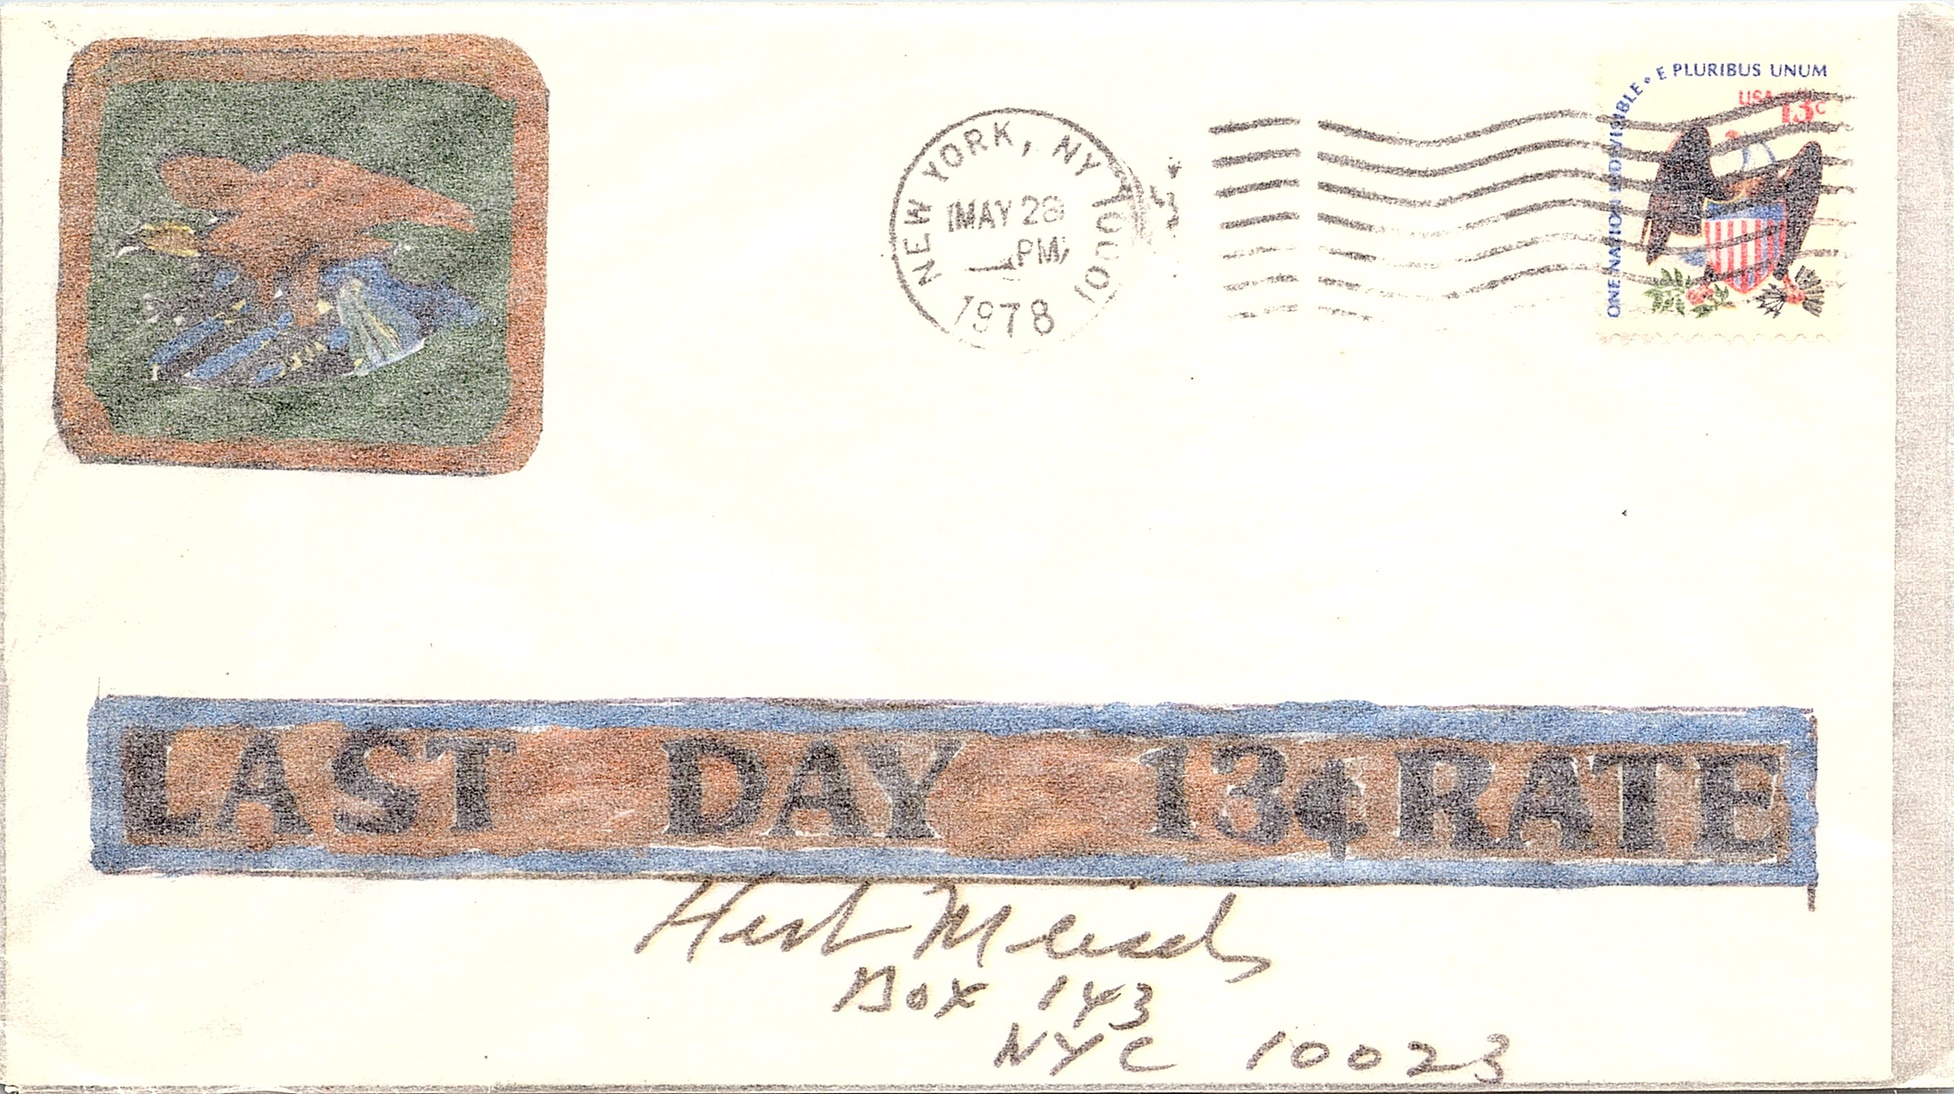 ONE NATION INDIVISIBLE • E PLURIBUS UNUM
USA
13c
NEW YORK, NY 10001
MAY 28
PM
1978
LAST DAY 13¢ RATE
Herb
Box 143
NYC 10023